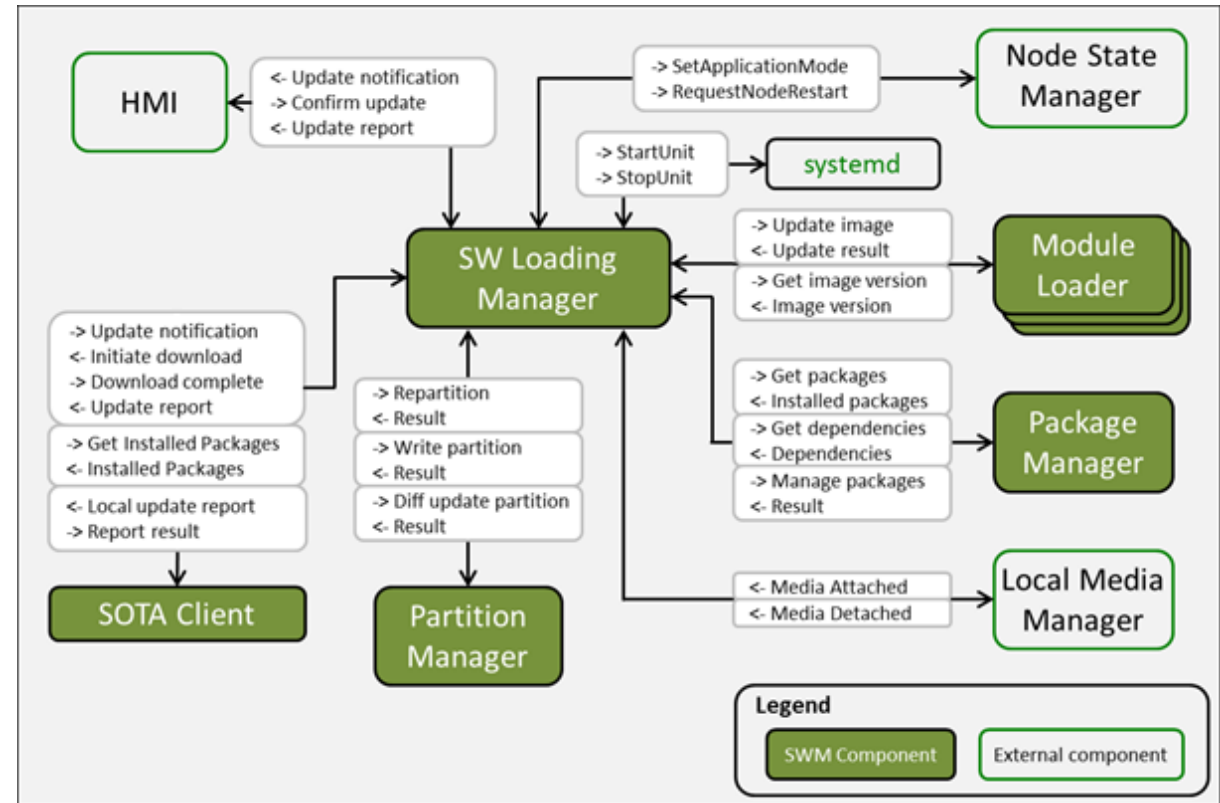 HMI
<- Update notification
-> Confirm update
<- Update report
-> SetApplicationMode
-> RequestNodeRestart
Node State
Manager
-> StartUnit
-> StopUnit
systemd
SW Loading
Manager
-> Update image
<- Update result
-> Get image version
<- Image version
Module
Loader
-> Update notification
<- Initiate download
-> Download complete
<- Update report
-> Get Installed Packages
<- Installed Packages
<- Local update report
-> Report result
SOTA Client
-> Repartition
<- Result
-> Write partition
<- Result
-> Diff update partition
<- Result
Partition
Manager
-> Get packages
<- Installed packages
-> Get dependencies
<- Dependencies
-> Manage packages
<- Result
Package
Manager
<- Media Attached
<- Media Detached
Local Media
Manager
Legend
SWM Component
External component